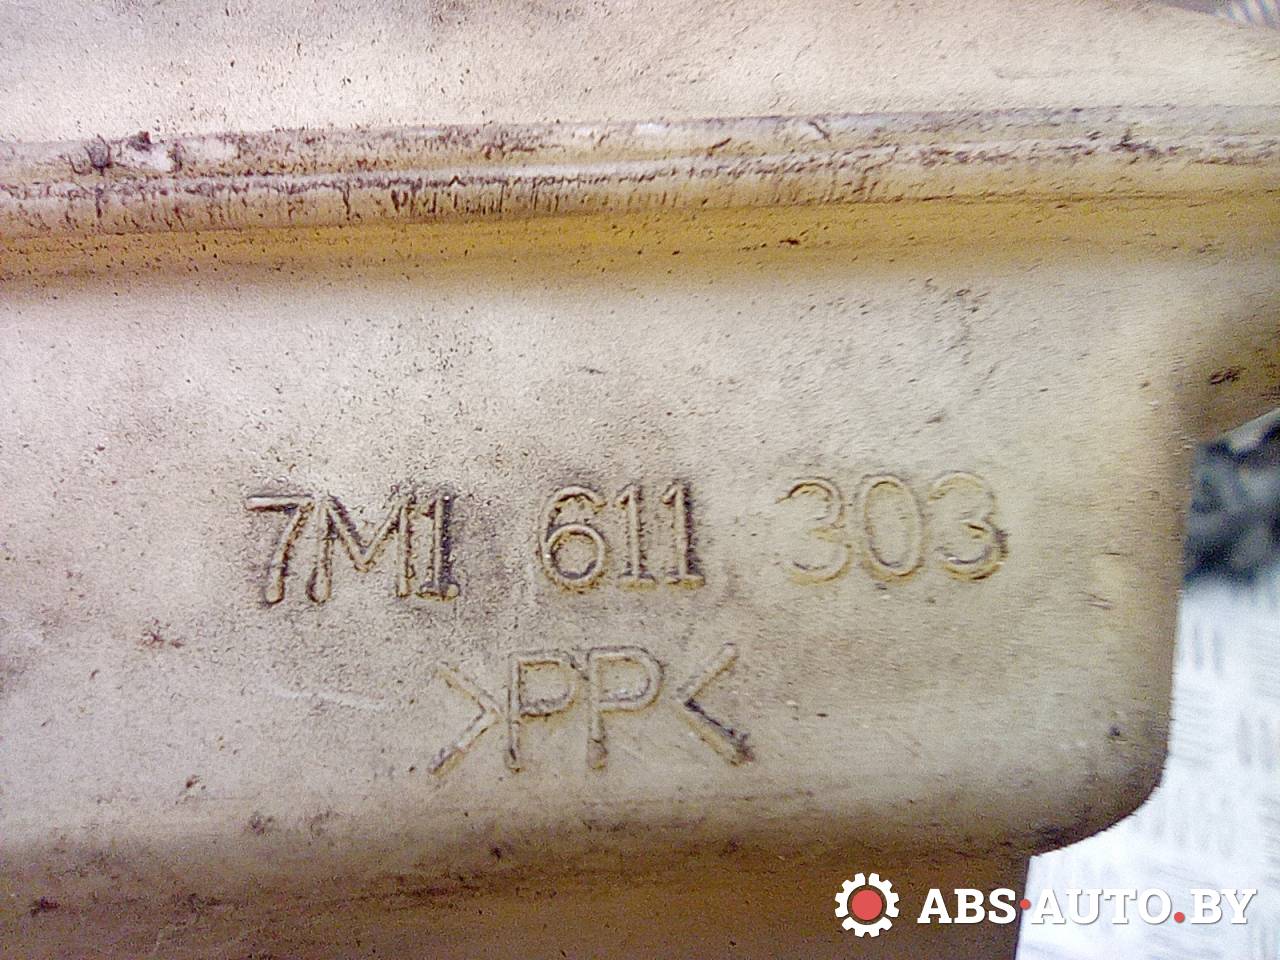 7M1 611 303
>PP<
ABS·AUTO.BY